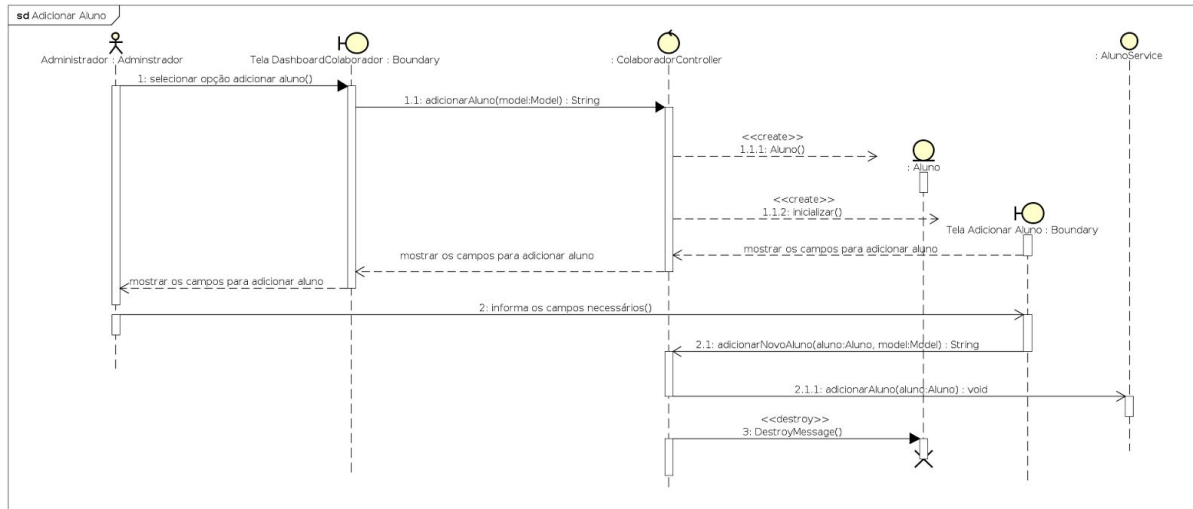 sd Adicionar Aluno
Administrador : Adminstrador
Tela DashboardColaborador : Boundary
: ColaboradorController
: AlunoService
1: selecionar opção adicionar aluno()
1.1: adicionarAluno(model:Model) : String
<<create>>
1.1.1: Aluno()
: Aluno
<<create>>
1.1.2: inicializar()
Tela Adicionar Aluno : Boundary
mostrar os campos para adicionar aluno
mostrar os campos para adicionar aluno
mostrar os campos para adicionar aluno
2: informa os campos necessários()
2.1: adicionarNovoAluno(aluno:Aluno, model:Model) : String
2.1.1: adicionarAluno(aluno:Aluno) : void
<<destroy>>
3: DestroyMessage()